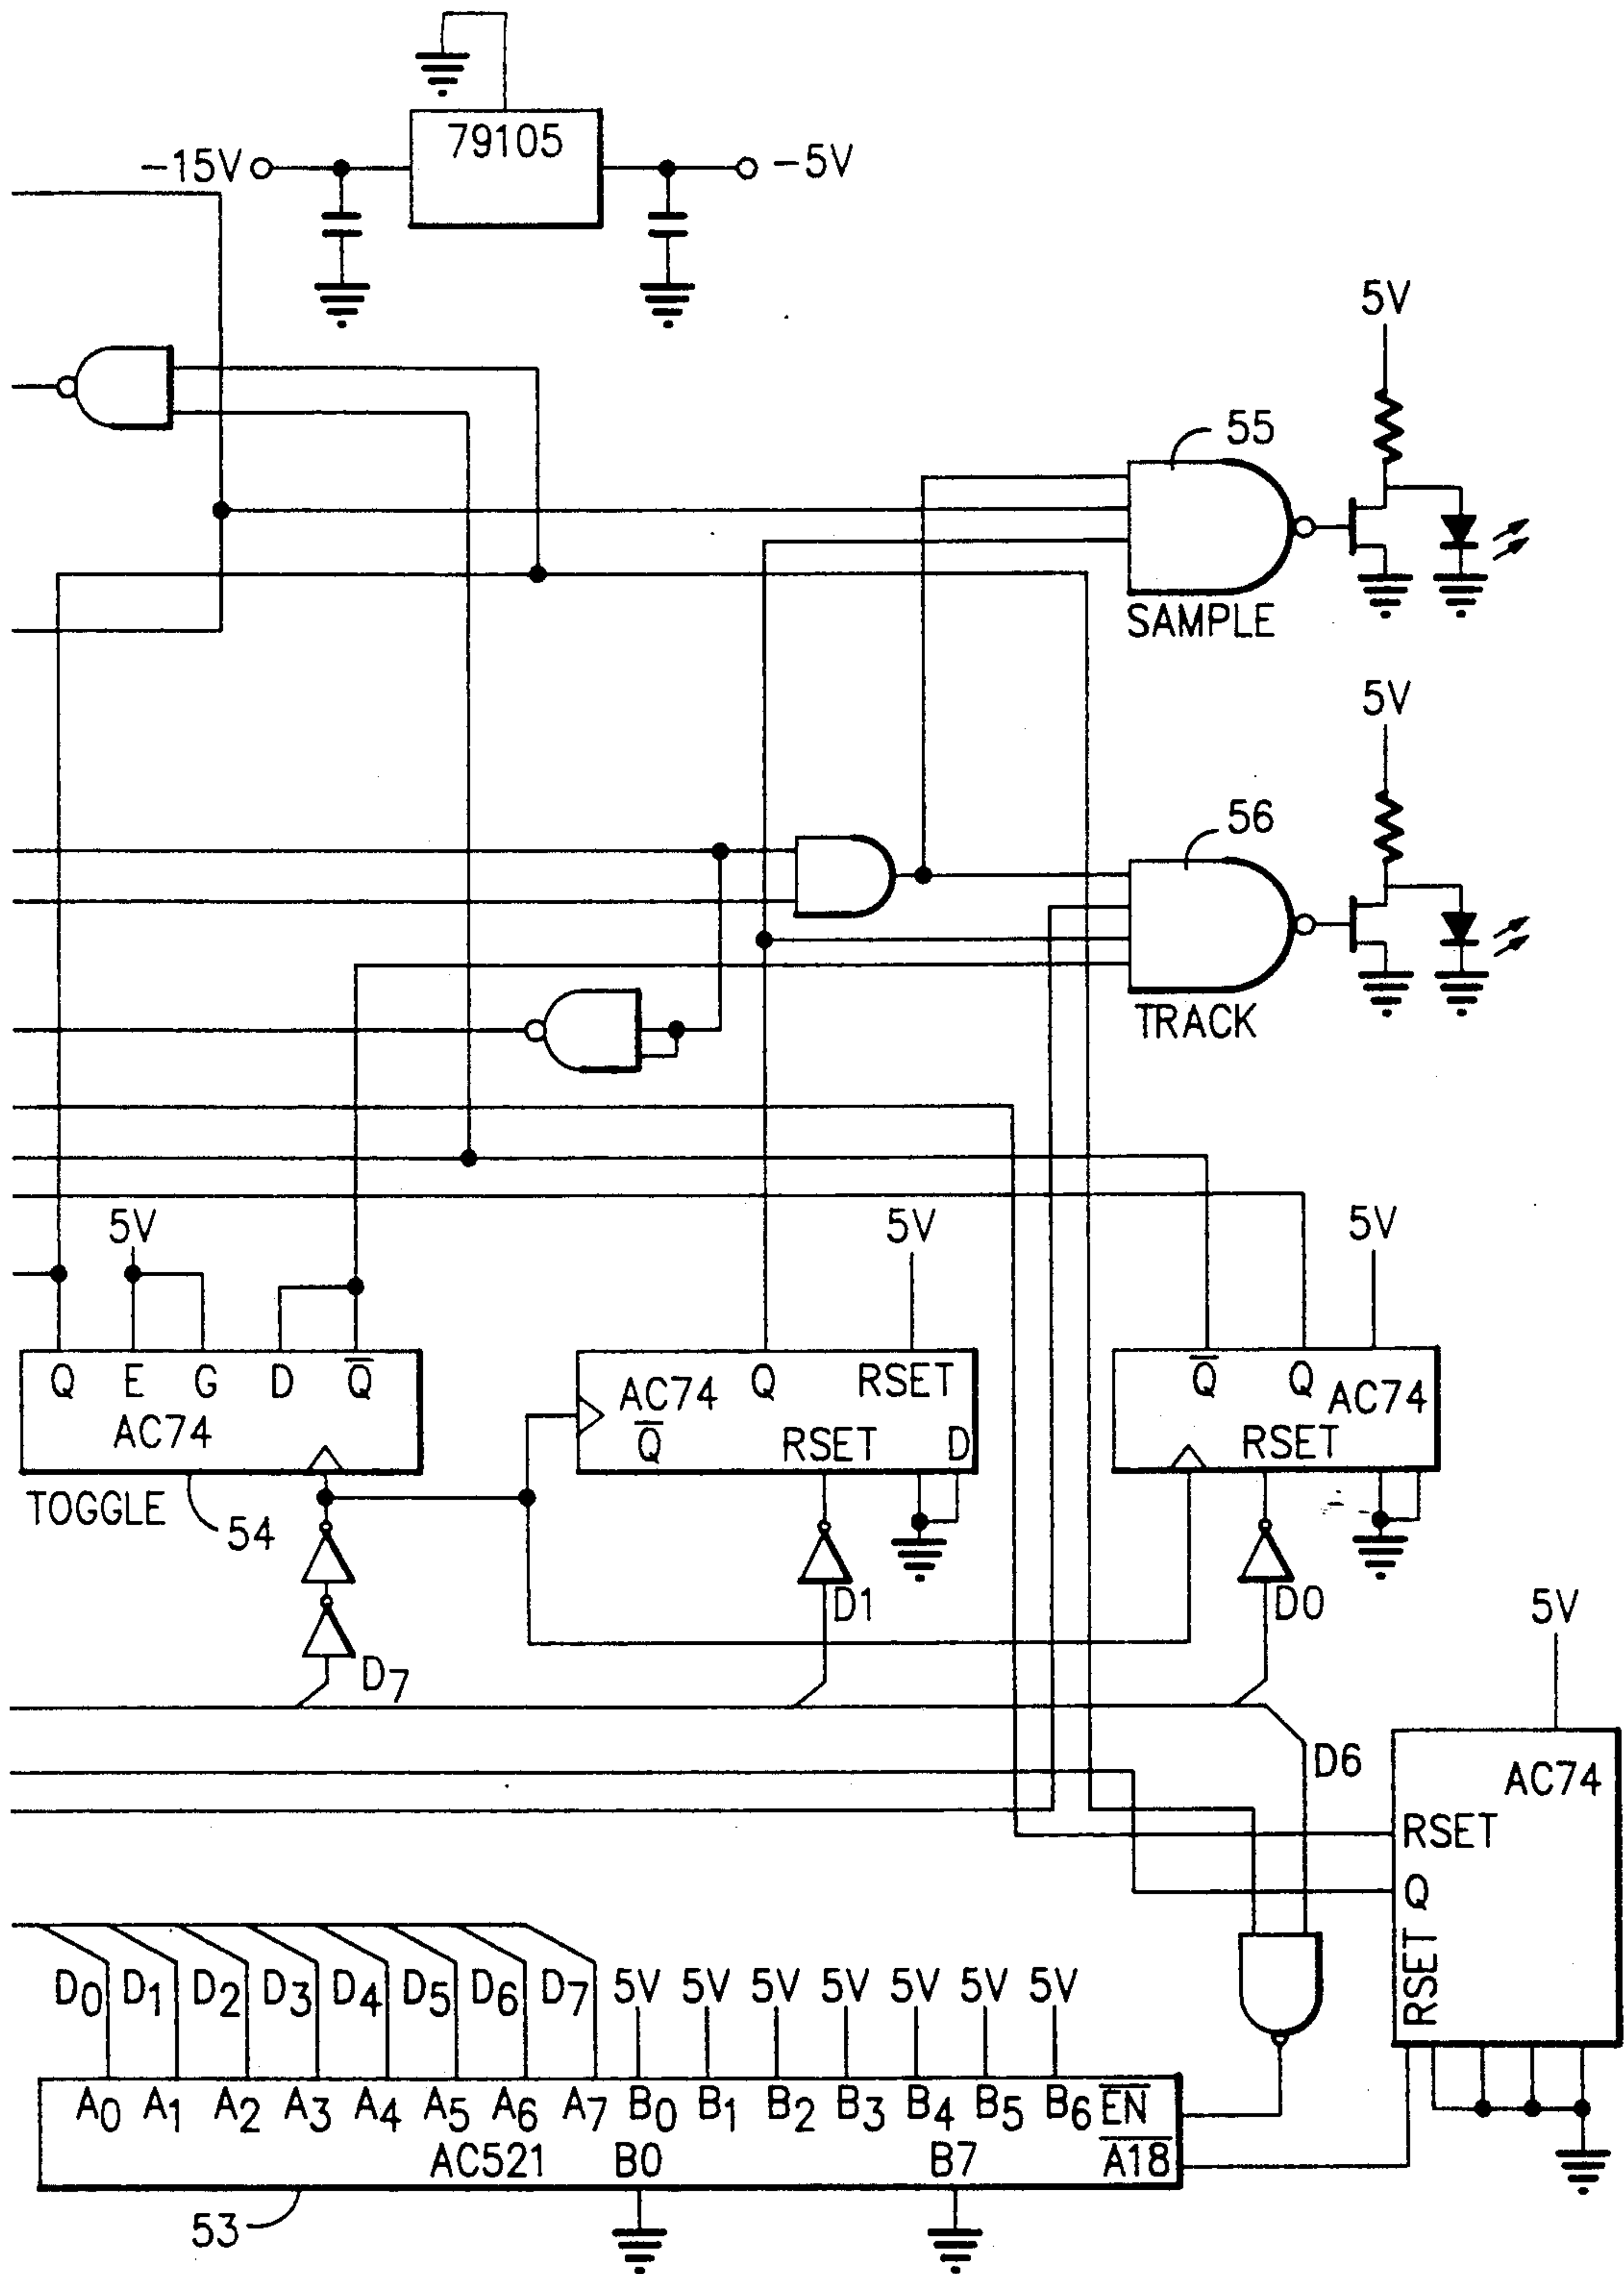 79105
-15V
-5V
5V
55
SAMPLE
5V
56
TRACK
5V
5V
5V
Q E G D Q̅
AC74
TOGGLE
54
Q RSET
AC74
Q̅ RSET D
Q̅ Q
AC74
RSET
D7
D1
D0
5V
D6
AC74
RSET
Q
RSET
D0 D1 D2 D3 D4 D5 D6 D7 5V 5V 5V 5V 5V 5V 5V
A0 A1 A2 A3 A4 A5 A6 A7 B0 B1 B2 B3 B4 B5 B6 E̅N̅
AC521 B0 B7 A̅1̅8̅
53